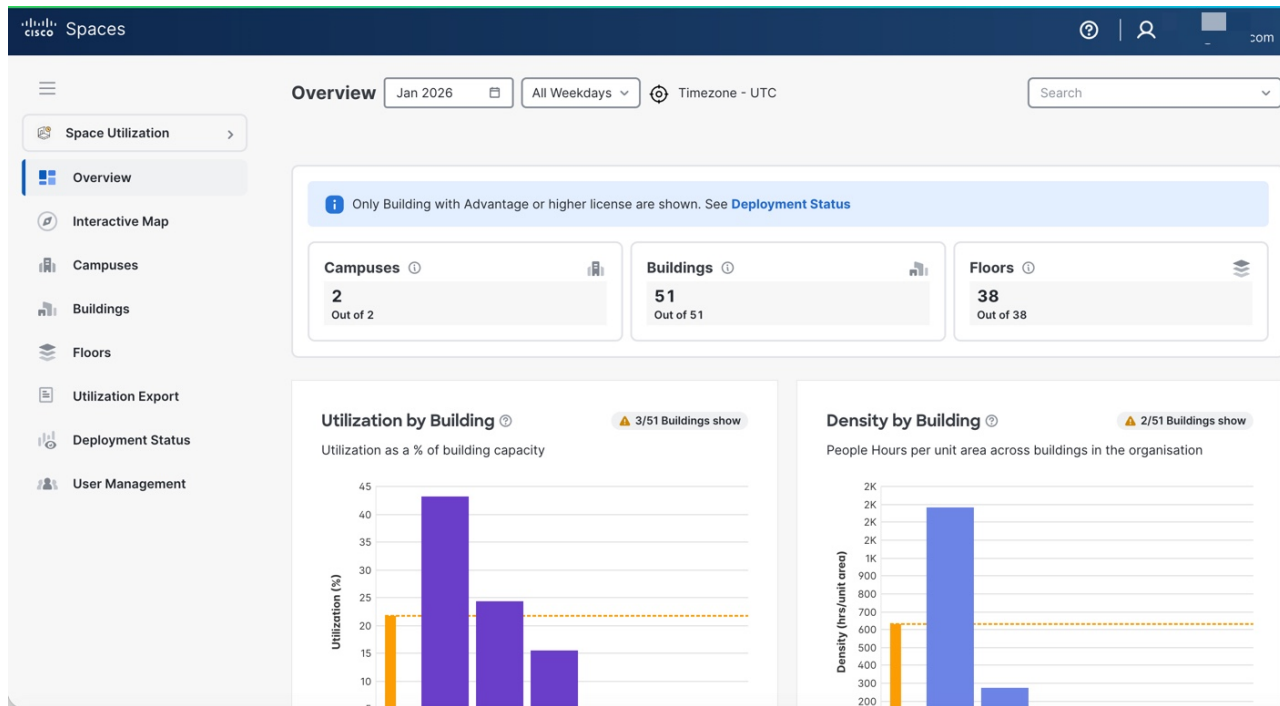 cisco Spaces
com
Overview Jan 2026 All Weekdays Timezone - UTC Search
Space Utilization
Overview
Interactive Map
Campuses
Buildings
Floors
Utilization Export
Deployment Status
User Management
Only Building with Advantage or higher license are shown. See Deployment Status
Campuses
2
Out of 2
Buildings
51
Out of 51
Floors
38
Out of 38
Utilization by Building
3/51 Buildings show
Utilization as a % of building capacity
45
40
35
30
25
20
15
10
Utilization (%)
Density by Building
2/51 Buildings show
People Hours per unit area across buildings in the organisation
2K
2K
2K
2K
1K
900
800
700
600
500
400
300
200
Density (hrs/unit area)